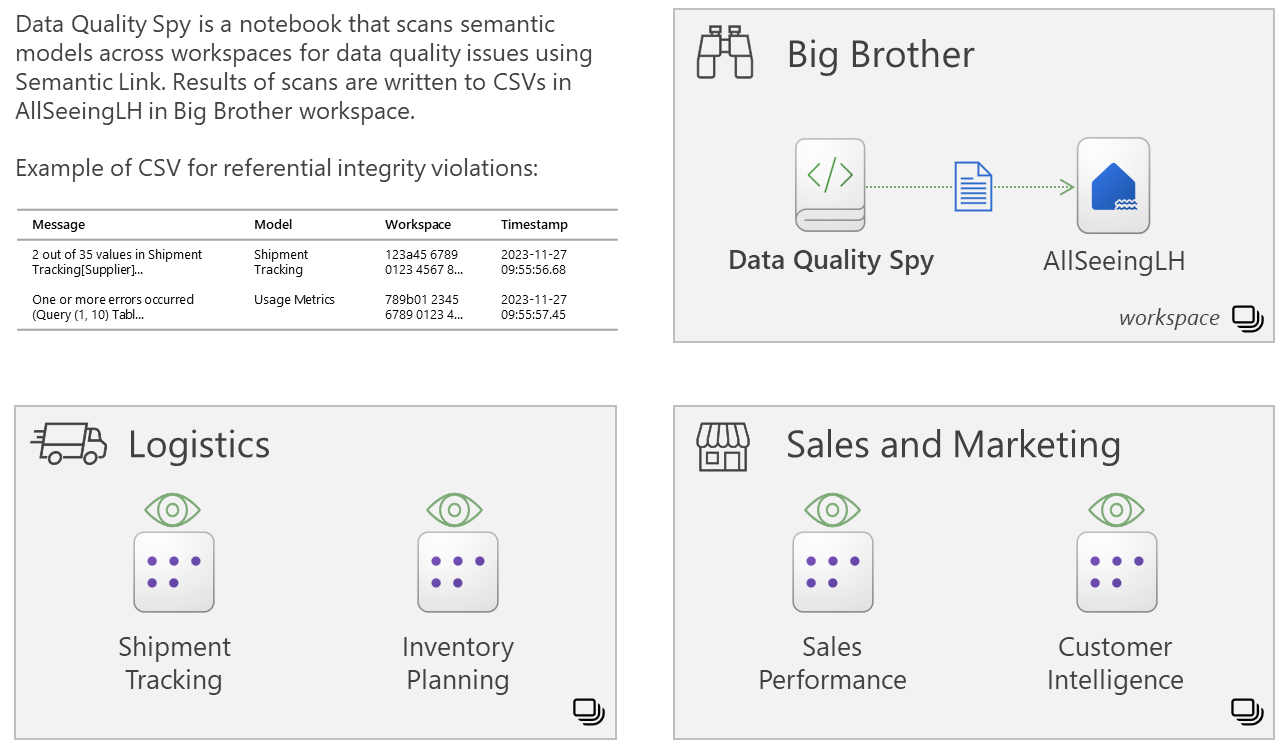 Data Quality Spy is a notebook that scans semantic
models across workspaces for data quality issues using
Semantic Link. Results of scans are written to CSVs in
AllSeeingLH in Big Brother workspace.
Example of CSV for referential integrity violations:
Message Model Workspace Timestamp
2 out of 35 values in Shipment Shipment 123a45 6789 2023-11-27
Tracking[Supplier]... Tracking 0123 4567 8... 09:55:56.68
One or more errors occurred Usage Metrics 789b01 2345 2023-11-27
(Query (1, 10) Tabl... 6789 0123 4... 09:55:57.45
Big Brother
</>
Data Quality Spy AllSeeingLH
workspace
Logistics
Shipment Inventory
Tracking Planning
Sales and Marketing
Sales Customer
Performance Intelligence